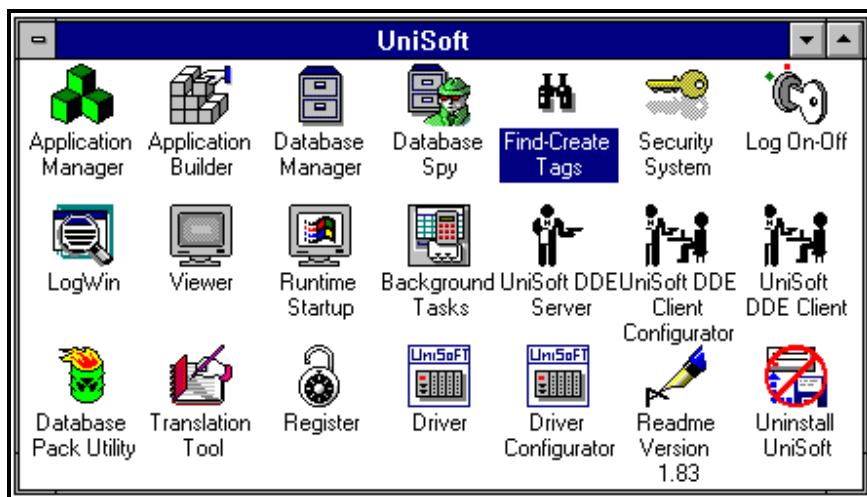 UniSoft
Application Application Database Database Find-Create Security Log On-Off
Manager Builder Manager Spy Tags System
LogWin Viewer Runtime Background UniSoft DDE UniSoft DDE UniSoft
Startup Tasks Server Client DDE Client
Configurator
UniSoFT UniSoFT
Database Translation Register Driver Driver Readme Uninstall
Pack Utility Tool Configurator Version UniSoft
1.83